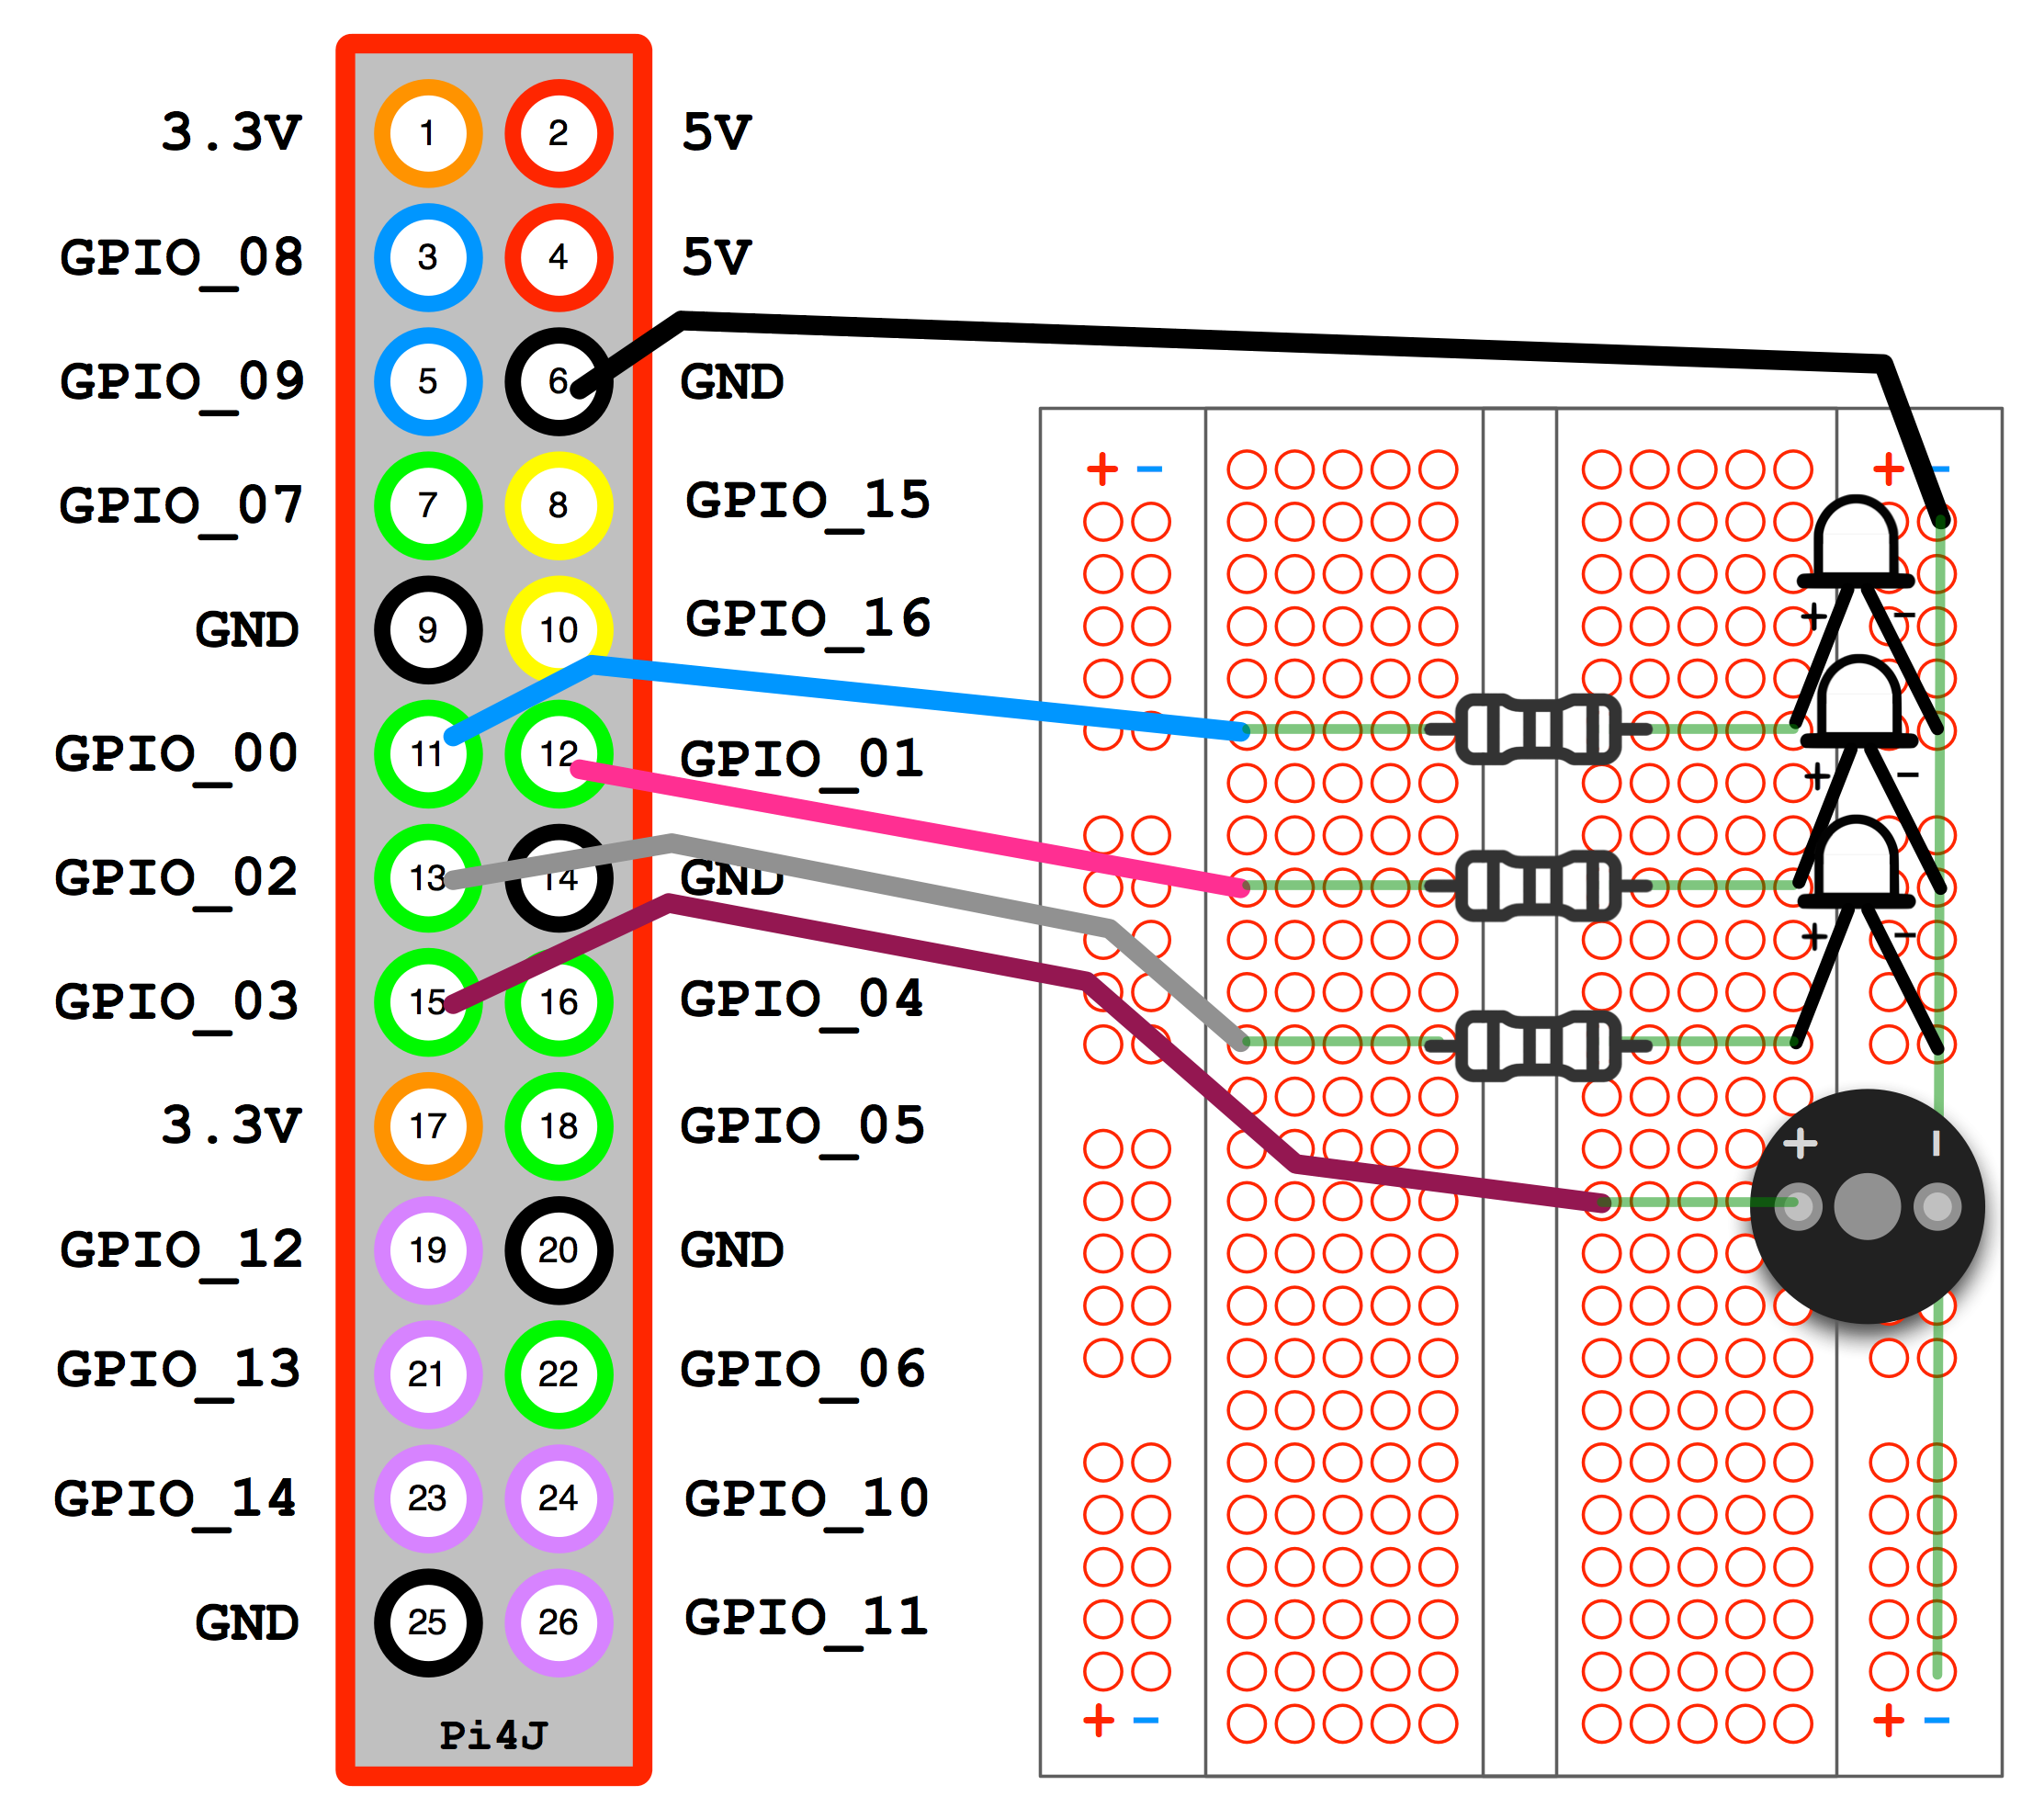 3.3V 1 2 5V
GPIO_08 3 4 5V
GPIO_09 5 6 GND
GPIO_07 7 8 GPIO_15
GND 9 10 GPIO_16
GPIO_00 11 12 GPIO_01
GPIO_02 13 14 GND
GPIO_03 15 16 GPIO_04
3.3V 17 18 GPIO_05
GPIO_12 19 20 GND
GPIO_13 21 22 GPIO_06
GPIO_14 23 24 GPIO_10
GND 25 26 GPIO_11
Pi4J
+ − + −
+ −
+ −
+ −
+ −
+ − + −